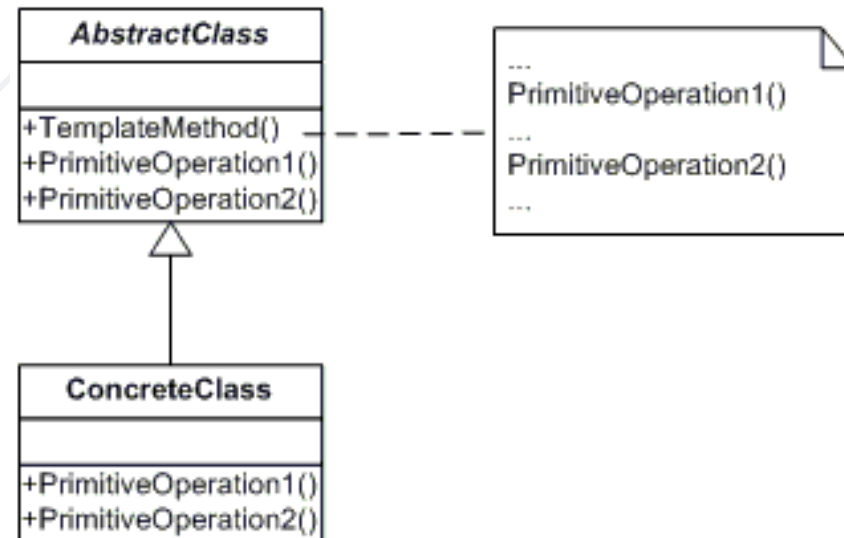 AbstractClass
+TemplateMethod()
+PrimitiveOperation1()
+PrimitiveOperation2()
...
PrimitiveOperation1()
...
PrimitiveOperation2()
...
ConcreteClass
+PrimitiveOperation1()
+PrimitiveOperation2()